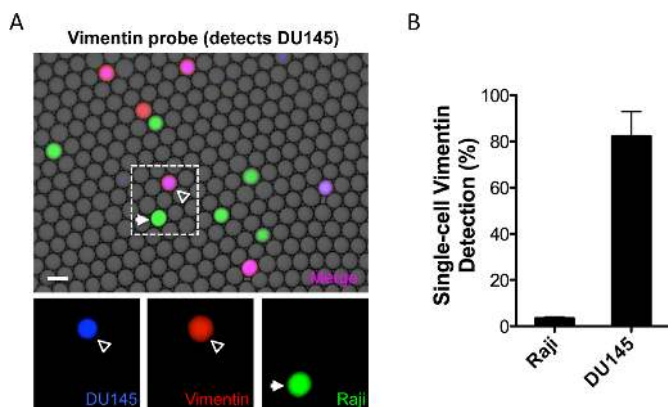 A
B
Vimentin probe (detects DU145)
Merge
DU145
Vimentin
Raji
Single-cell Vimentin
Detection (%)
100
80
60
40
20
0
Raji
DU145